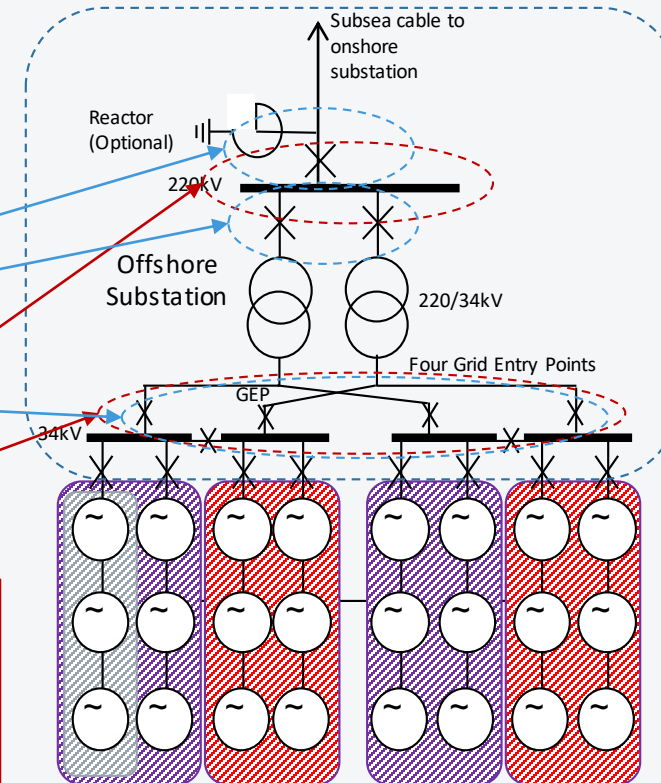 Subsea cable to
onshore
substation
Reactor
(Optional)
220kV
Offshore
Substation
220/34kV
Four Grid Entry Points
GEP
34kV
~ ~ ~ ~ ~ ~ ~ ~
~ ~ ~ ~ ~ ~ ~ ~
~ ~ ~ ~ ~ ~ ~ ~